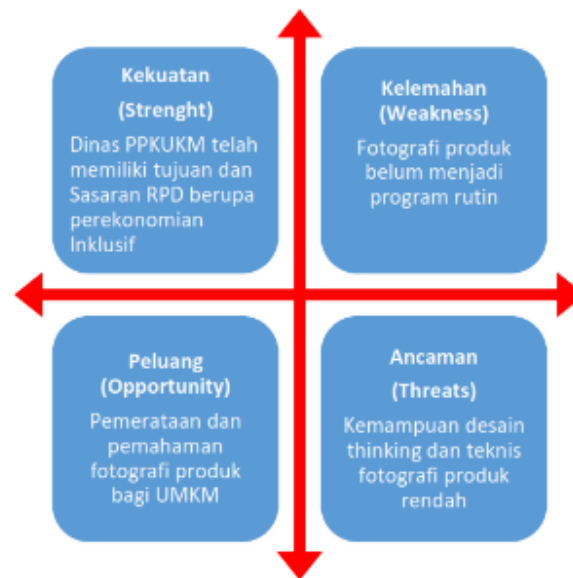 Kekuatan
(Strenght)
Dinas PPKUKM telah
memiliki tujuan dan
Sasaran RPD berupa
perekonomian
Inklusif
Kelemahan
(Weakness)
Fotografi produk
belum menjadi
program rutin
Peluang
(Opportunity)
Pemerataan dan
pemahaman
fotografi produk
bagi UMKM
Ancaman
(Threats)
Kemampuan desain
thinking dan teknis
fotografi produk
rendah